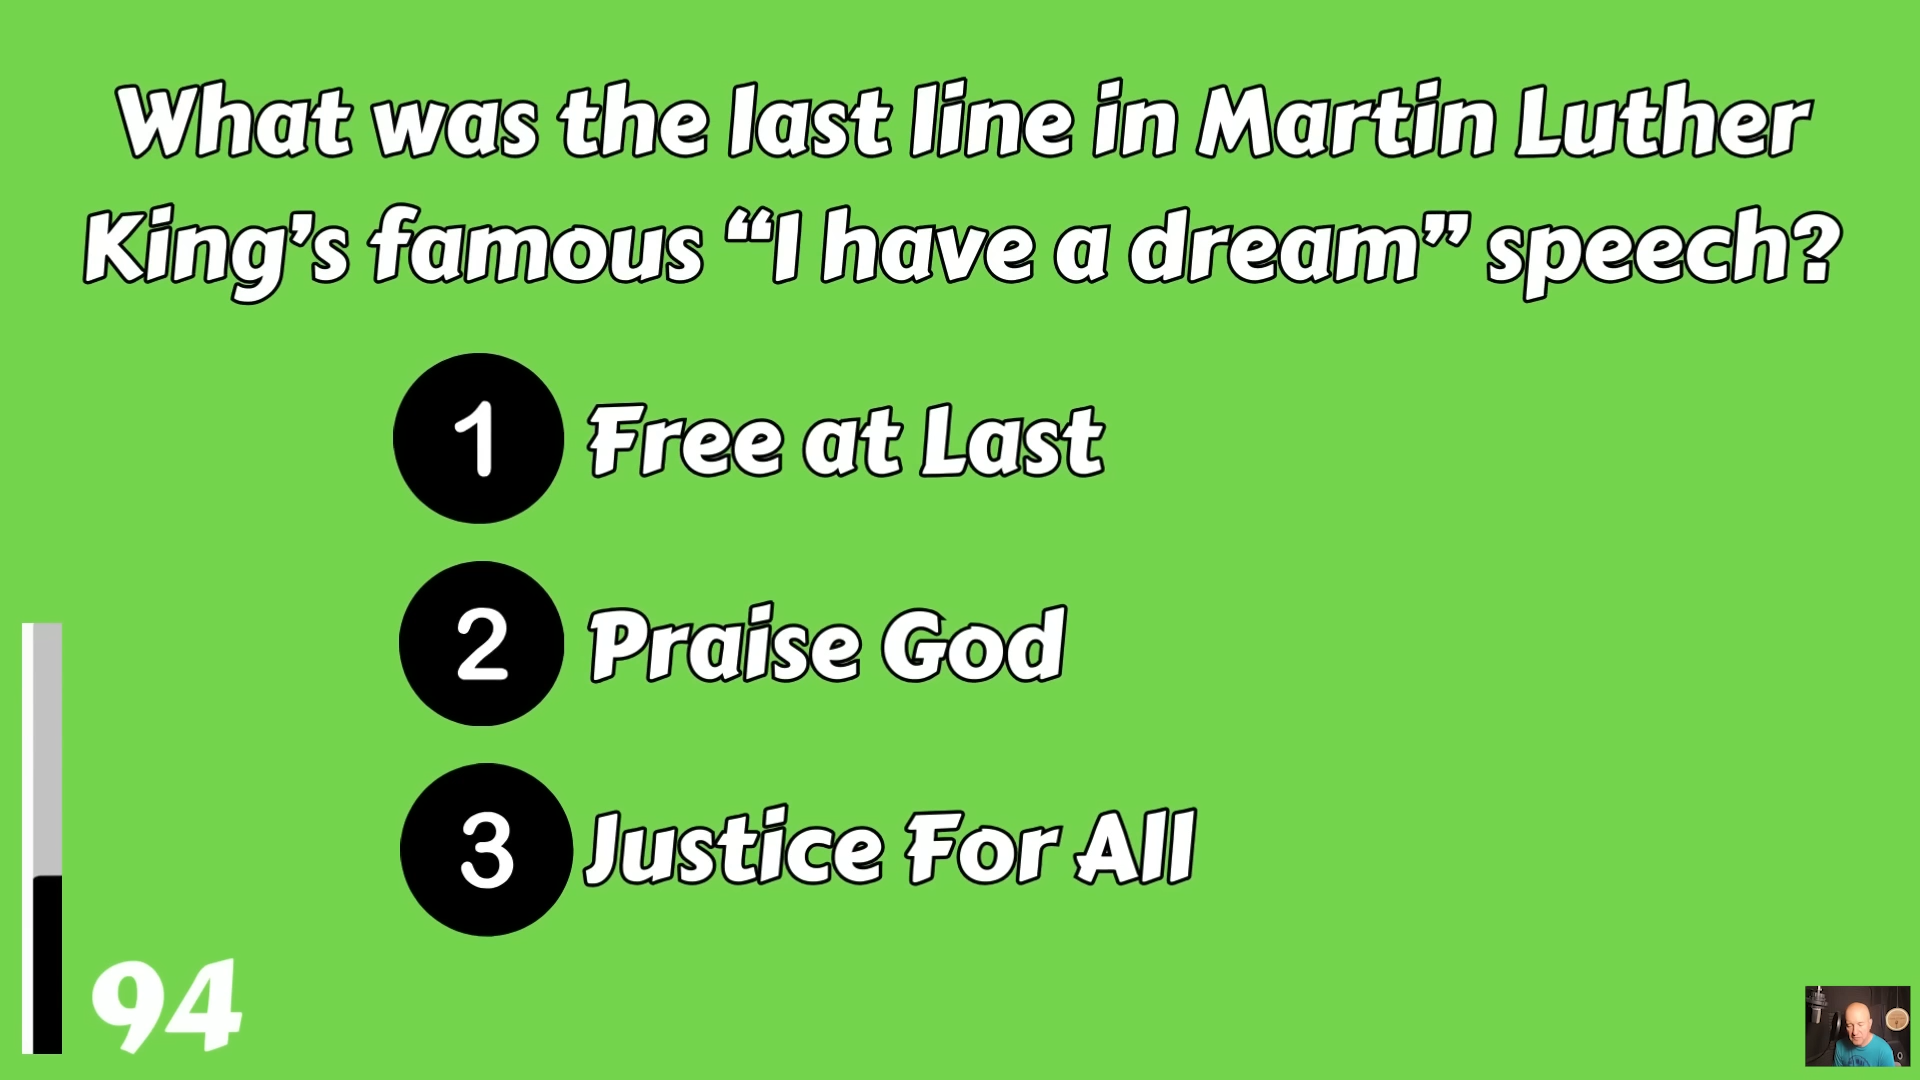 What was the last line in Martin Luther
King’s famous “I have a dream” speech?
1 Free at Last
2 Praise God
3 Justice For All
94